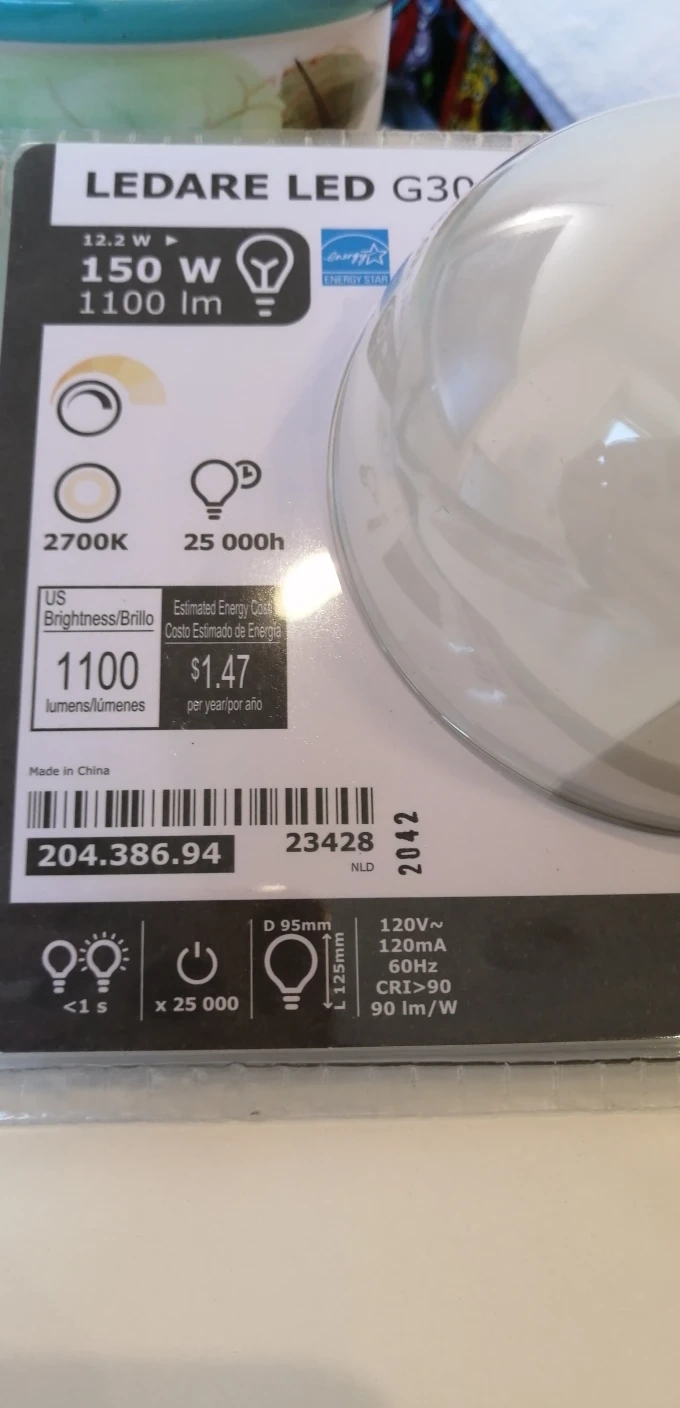 LEDARE LED G30
12.2 W ►
150 W
1100 lm
energy
ENERGY STAR
2700K
25 000h
US
Brightness/Brillo
1100
lumens/lúmenes
Estimated Energy Cost
Costo Estimado de Energía
$1.47
per year/por año
Made in China
204.386.94
23428
NLD
2042
<1 s
x 25 000
D 95mm
L 125mm
120V~
120mA
60Hz
CRI>90
90 lm/W